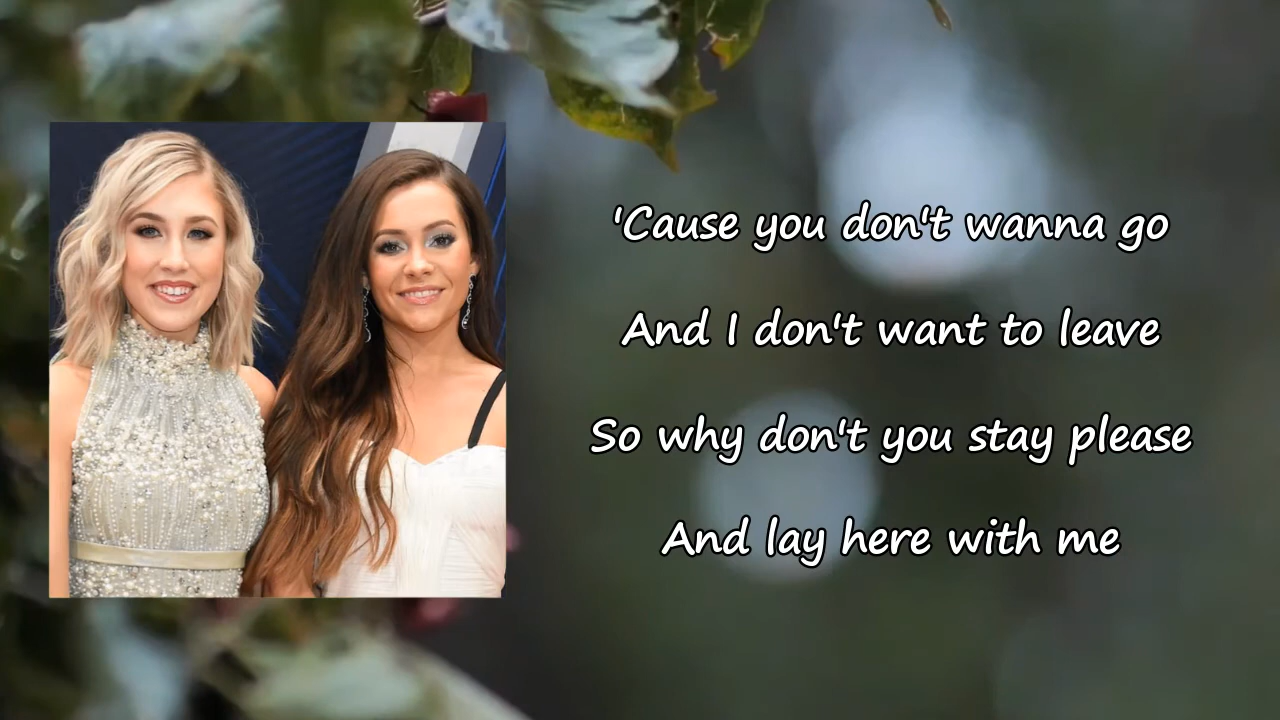 'Cause you don't wanna go
And I don't want to leave
So why don't you stay please
And lay here with me